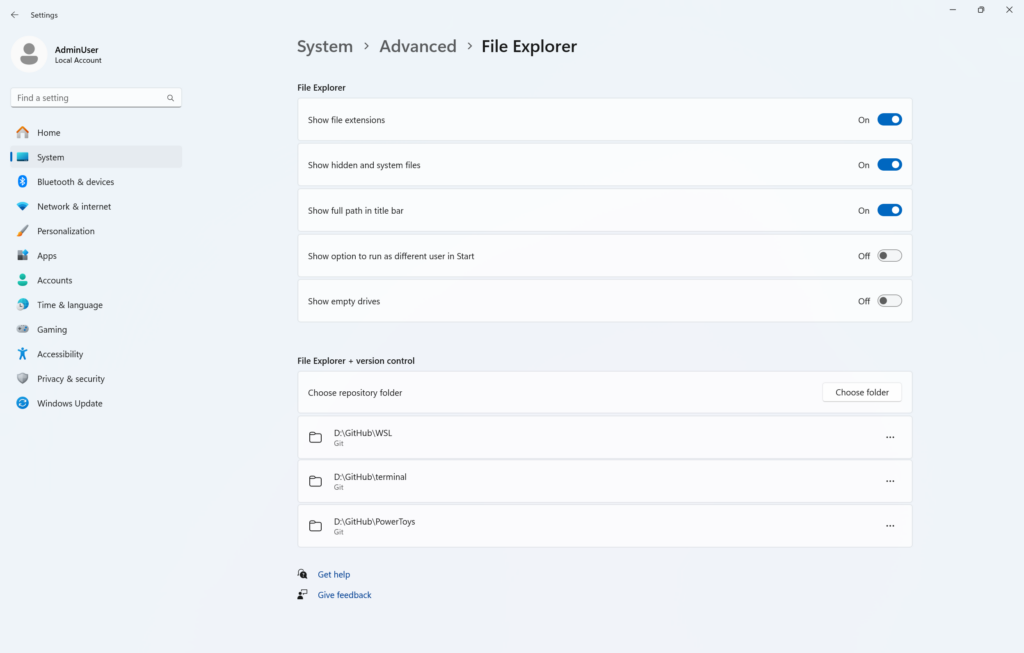 Settings
AdminUser
Local Account
Find a setting
Home
System
Bluetooth & devices
Network & internet
Personalization
Apps
Accounts
Time & language
Gaming
Accessibility
Privacy & security
Windows Update
System › Advanced › File Explorer
File Explorer
Show file extensions On
Show hidden and system files On
Show full path in title bar On
Show option to run as different user in Start Off
Show empty drives Off
File Explorer + version control
Choose repository folder Choose folder
D:\GitHub\WSL
Git
D:\GitHub\terminal
Git
D:\GitHub\PowerToys
Git
Get help
Give feedback